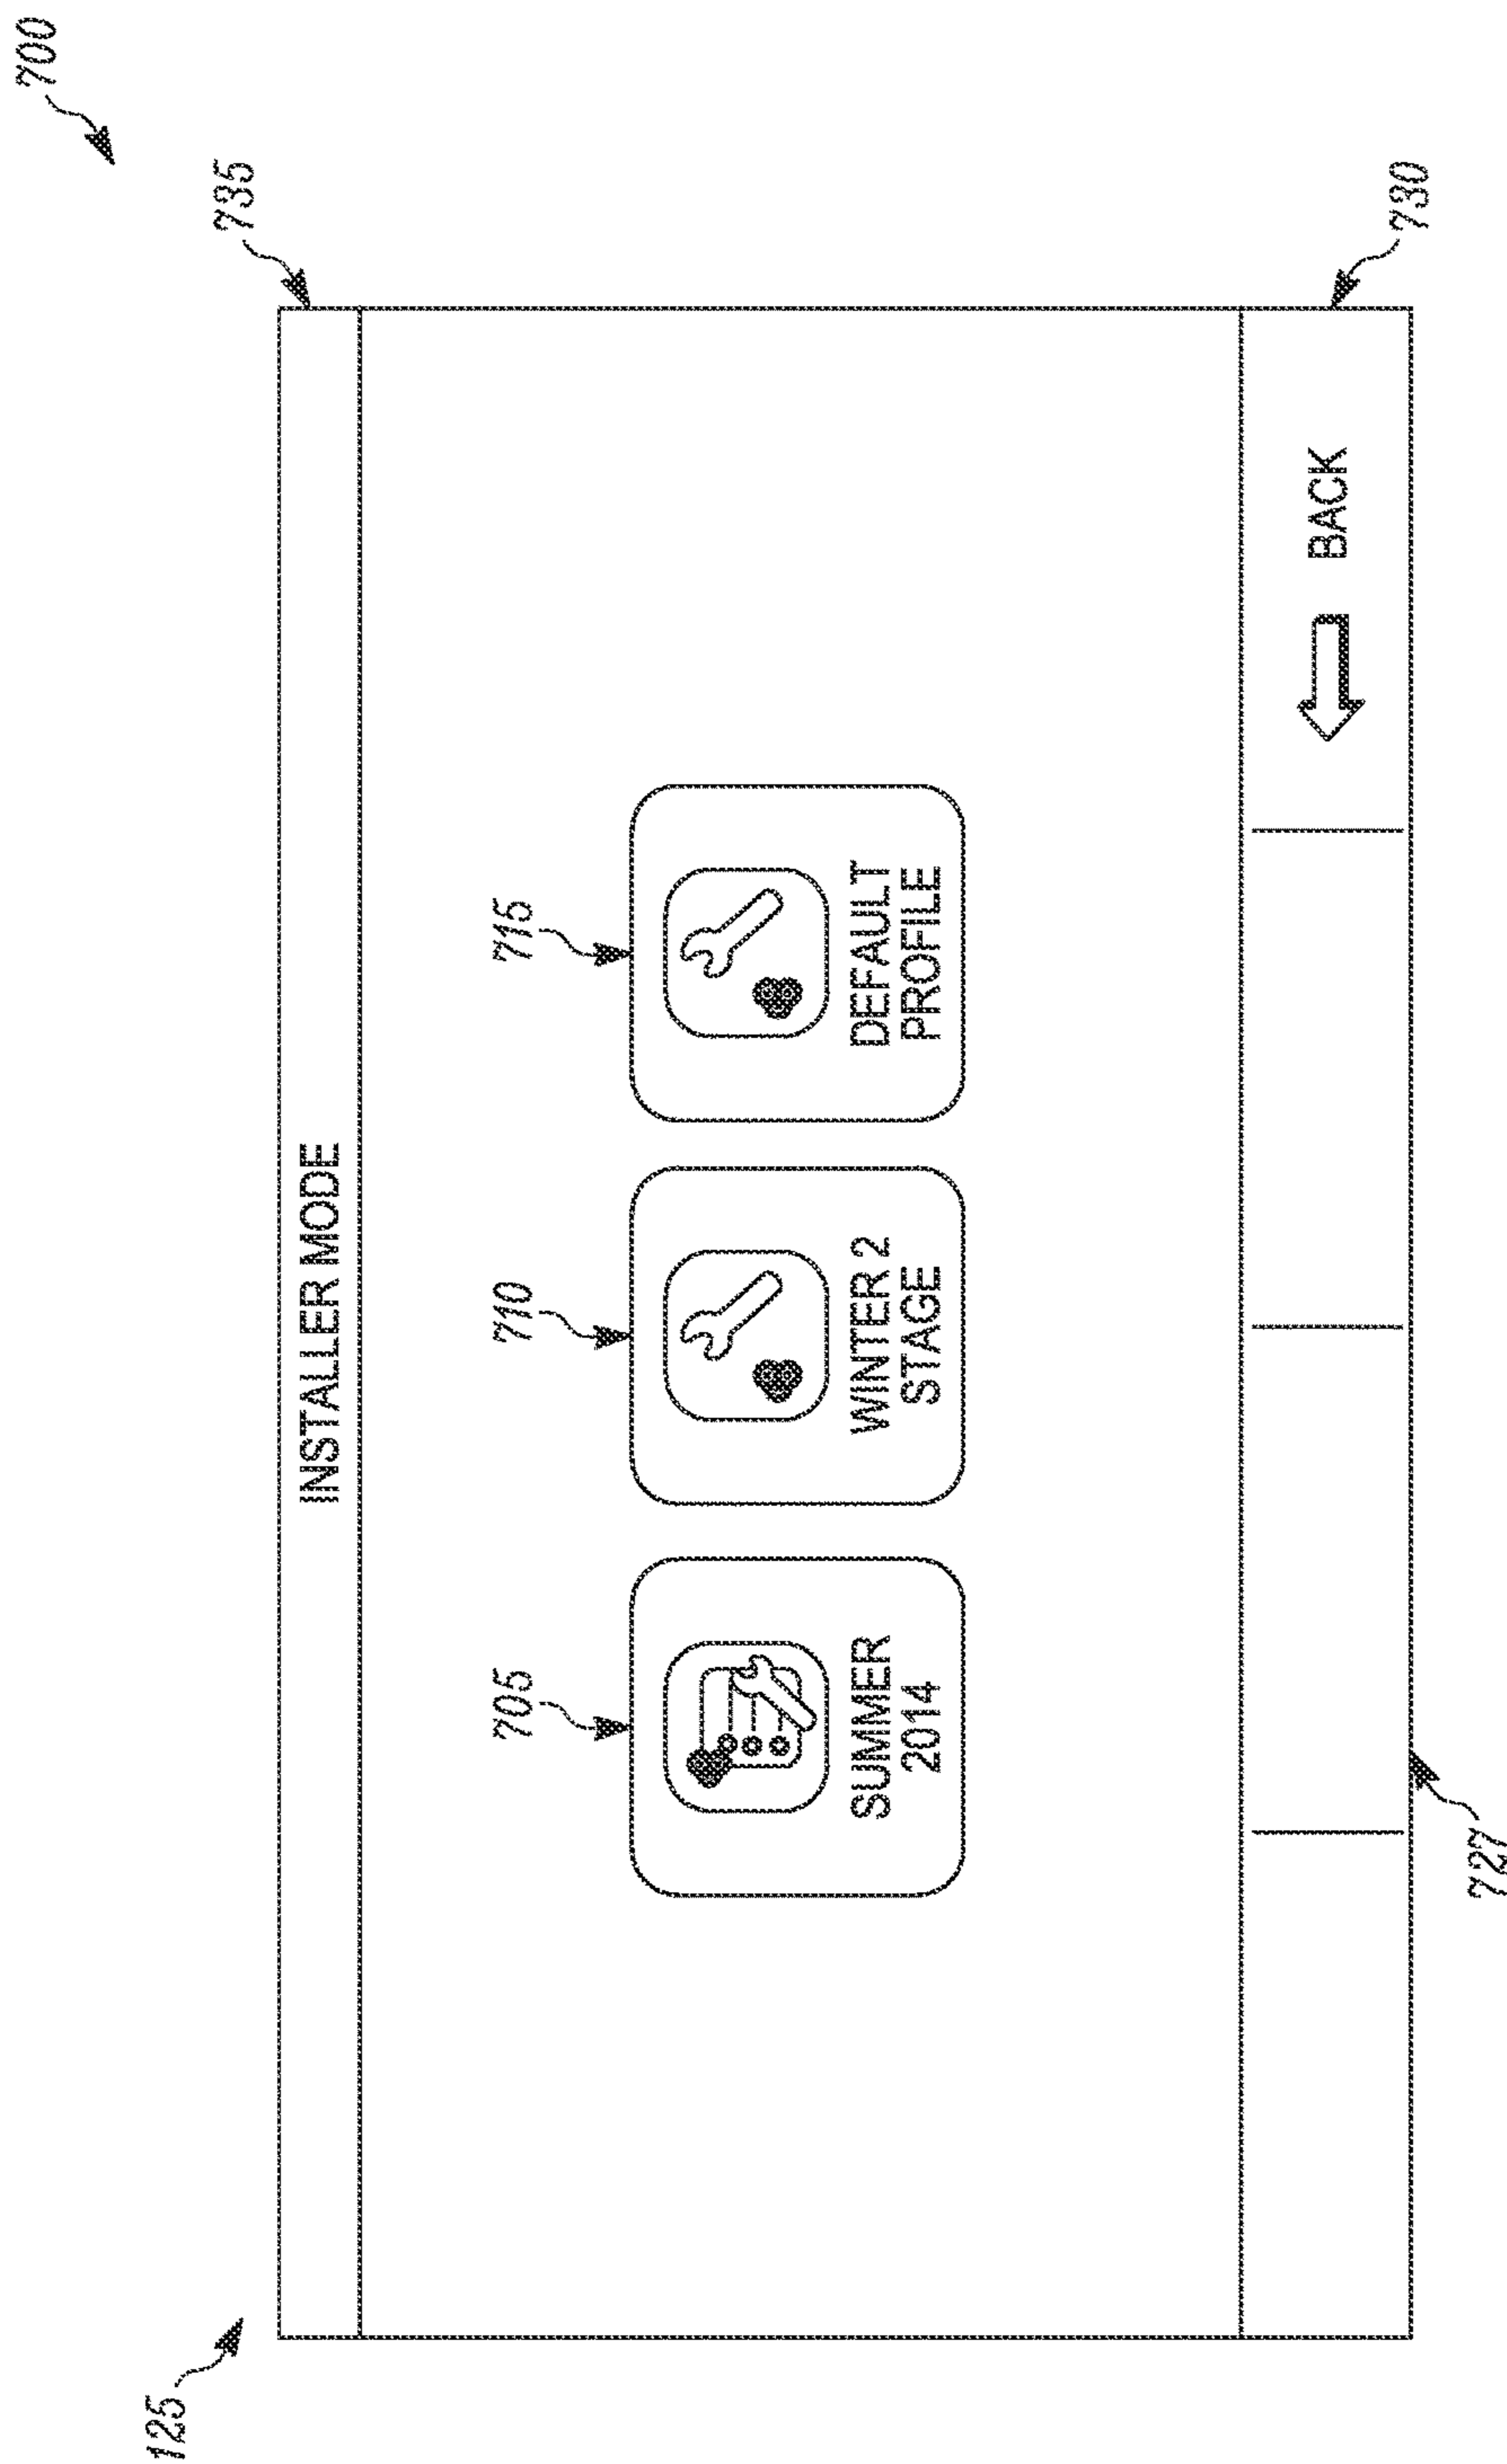 700
125
735
INSTALLER MODE
705
710
715
SUMMER
2014
WINTER 2
STAGE
DEFAULT
PROFILE
BACK
730
727